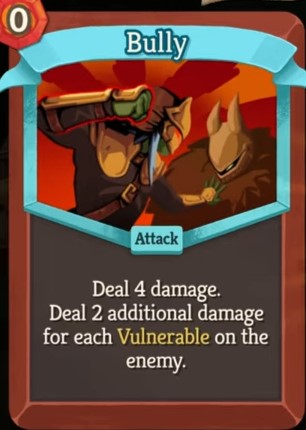 0
Bully
Attack
Deal 4 damage.
Deal 2 additional damage
for each Vulnerable on the
enemy.